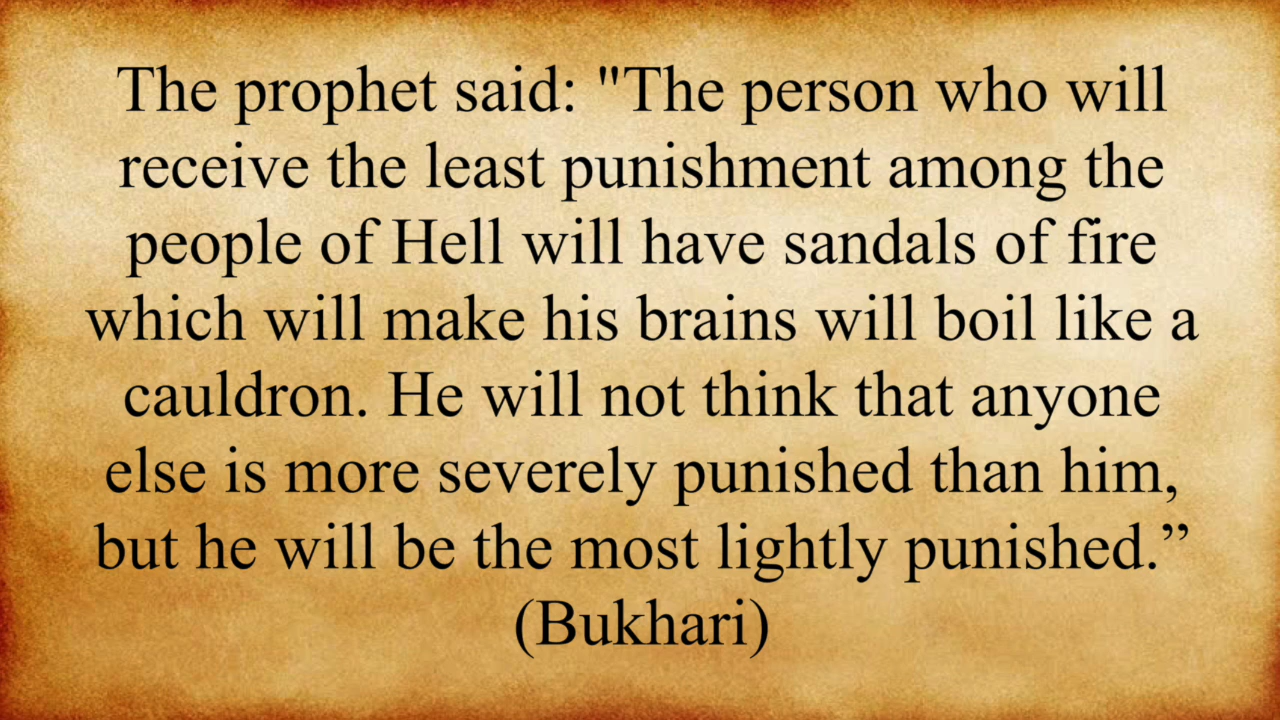 The prophet said: "The person who will
receive the least punishment among the
people of Hell will have sandals of fire
which will make his brains will boil like a
cauldron. He will not think that anyone
else is more severely punished than him,
but he will be the most lightly punished.”
(Bukhari)